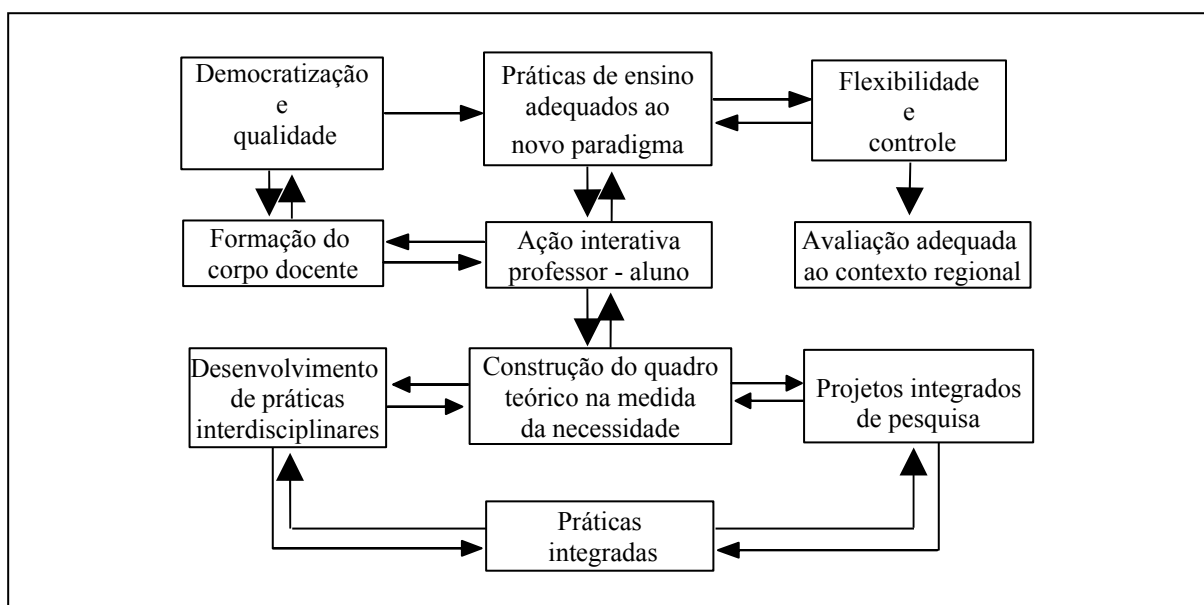 Democratização
e
qualidade
Práticas de ensino
adequados ao
novo paradigma
Flexibilidade
e
controle
Formação do
corpo docente
Ação interativa
professor - aluno
Avaliação adequada
ao contexto regional
Desenvolvimento
de práticas
interdisciplinares
Construção do quadro
teórico na medida
da necessidade
Projetos integrados
de pesquisa
Práticas
integradas